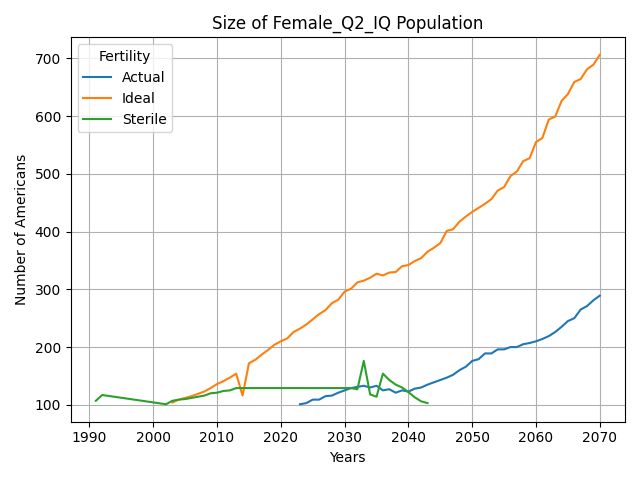 Size of Female_Q2_IQ Population
Fertility
Actual
Ideal
Sterile
Number of Americans
700
600
500
400
300
200
100
1990 2000 2010 2020 2030 2040 2050 2060 2070
Years